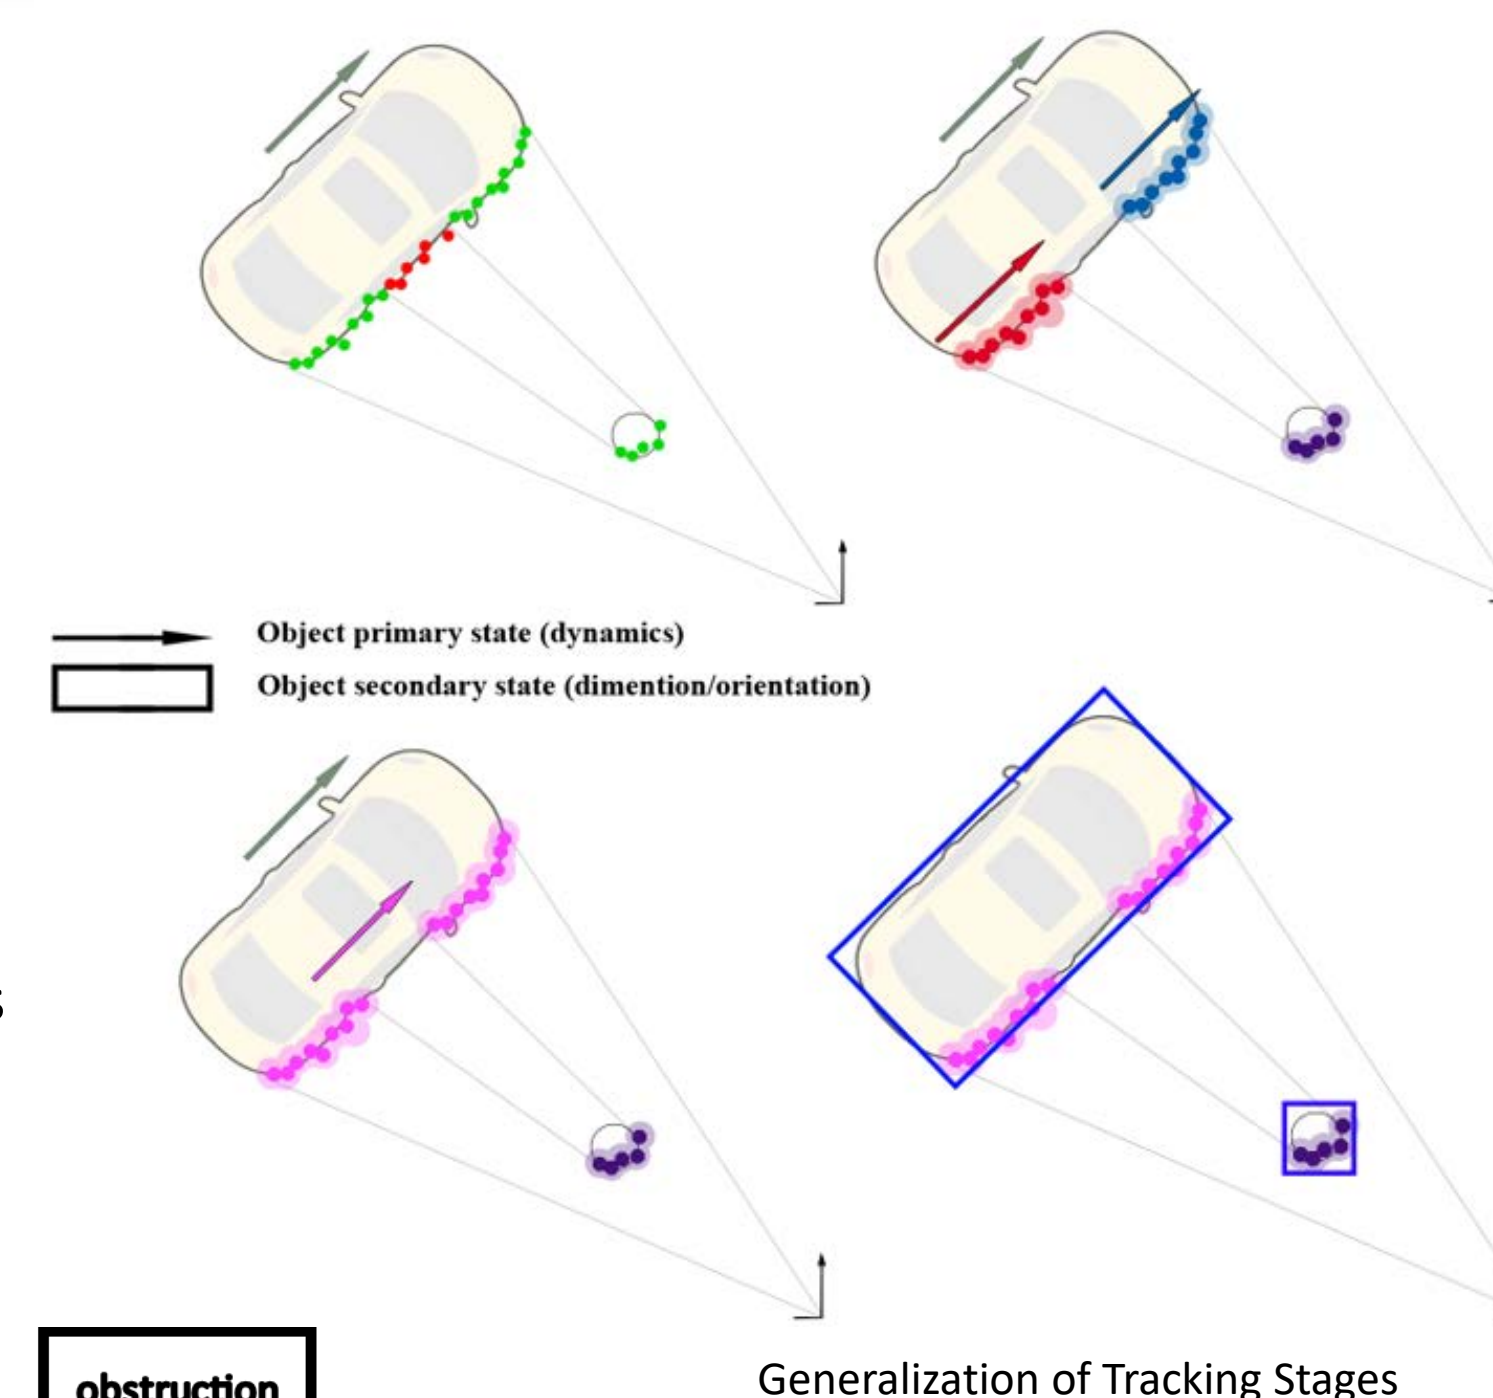 Object primary state (dynamics)
Object secondary state (dimention/orientation)
s
obstruction
Generalization of Tracking Stages